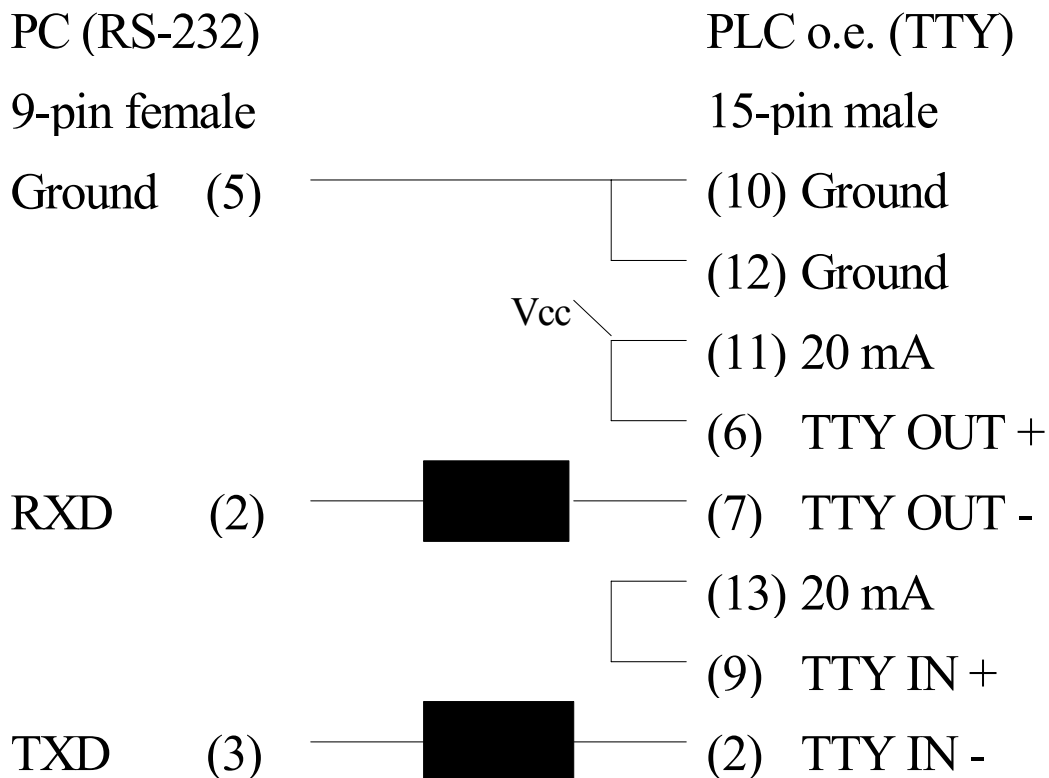 PC (RS-232) PLC o.e. (TTY)
9-pin female 15-pin male
Ground (5) (10) Ground
(12) Ground
Vcc
(11) 20 mA
(6) TTY OUT +
RXD (2) (7) TTY OUT -
(13) 20 mA
(9) TTY IN +
TXD (3) (2) TTY IN -